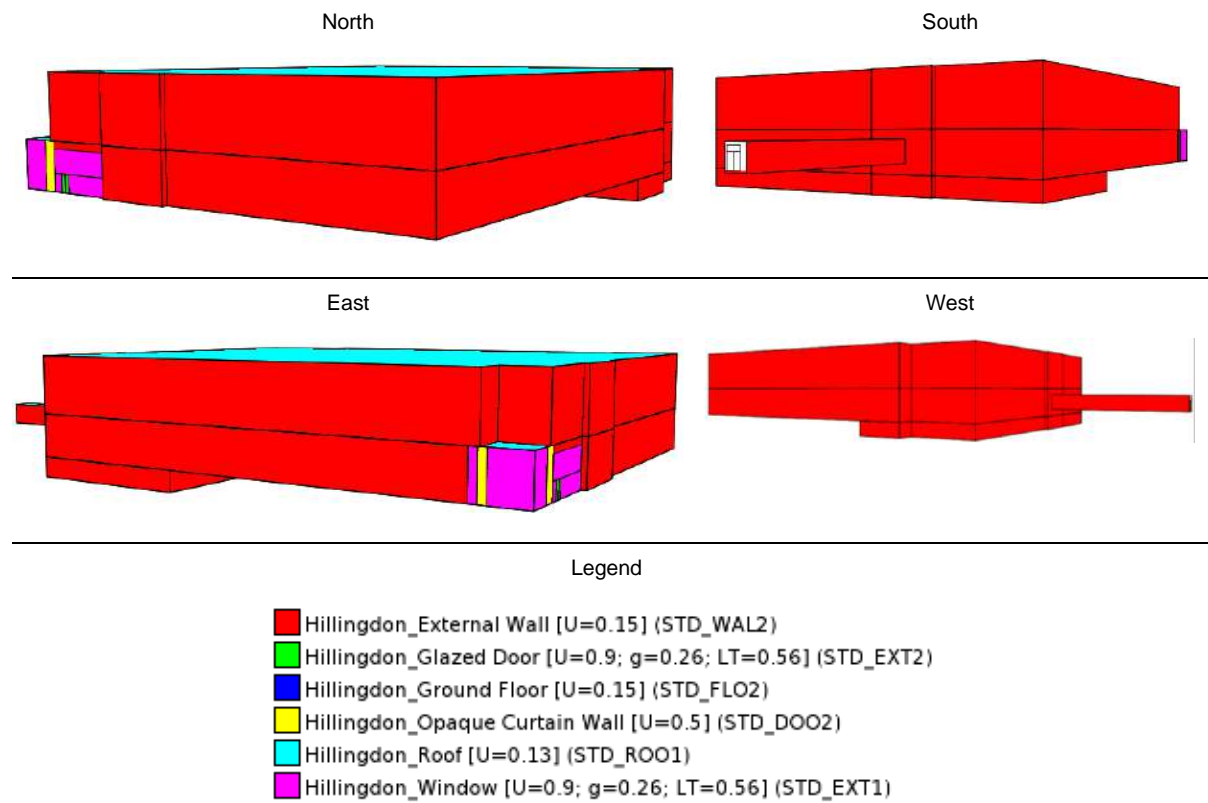 North
South
East
West
Legend
Hillingdon_External Wall [U=0.15] (STD_WAL2)
Hillingdon_Glazed Door [U=0.9; g=0.26; LT=0.56] (STD_EXT2)
Hillingdon_Ground Floor [U=0.15] (STD_FLO2)
Hillingdon_Opaque Curtain Wall [U=0.5] (STD_DOO2)
Hillingdon_Roof [U=0.13] (STD_ROO1)
Hillingdon_Window [U=0.9; g=0.26; LT=0.56] (STD_EXT1)